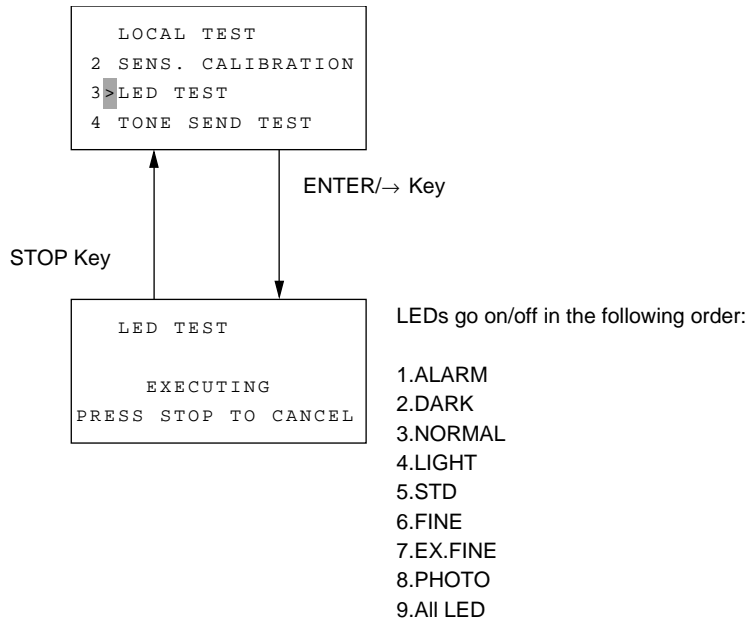 LOCAL TEST
2 SENS. CALIBRATION
3>LED TEST
4 TONE SEND TEST
ENTER/→ Key
STOP Key
LED TEST
EXECUTING
PRESS STOP TO CANCEL
LEDs go on/off in the following order:
1.ALARM
2.DARK
3.NORMAL
4.LIGHT
5.STD
6.FINE
7.EX.FINE
8.PHOTO
9.All LED